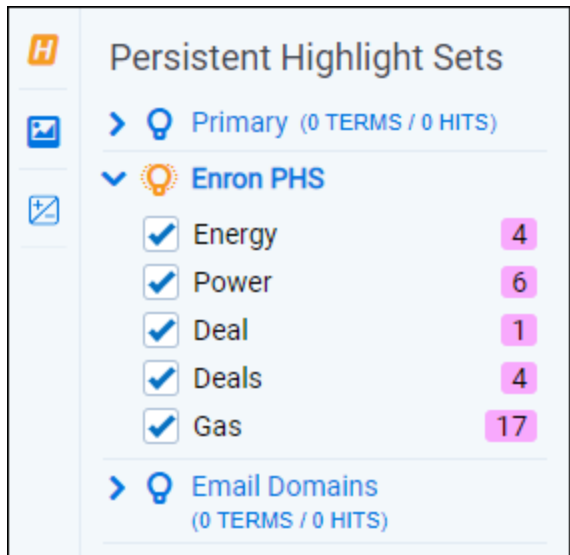 H
Persistent Highlight Sets
Primary (0 TERMS / 0 HITS)
Enron PHS
Energy 4
Power 6
Deal 1
Deals 4
Gas 17
Email Domains
(0 TERMS / 0 HITS)